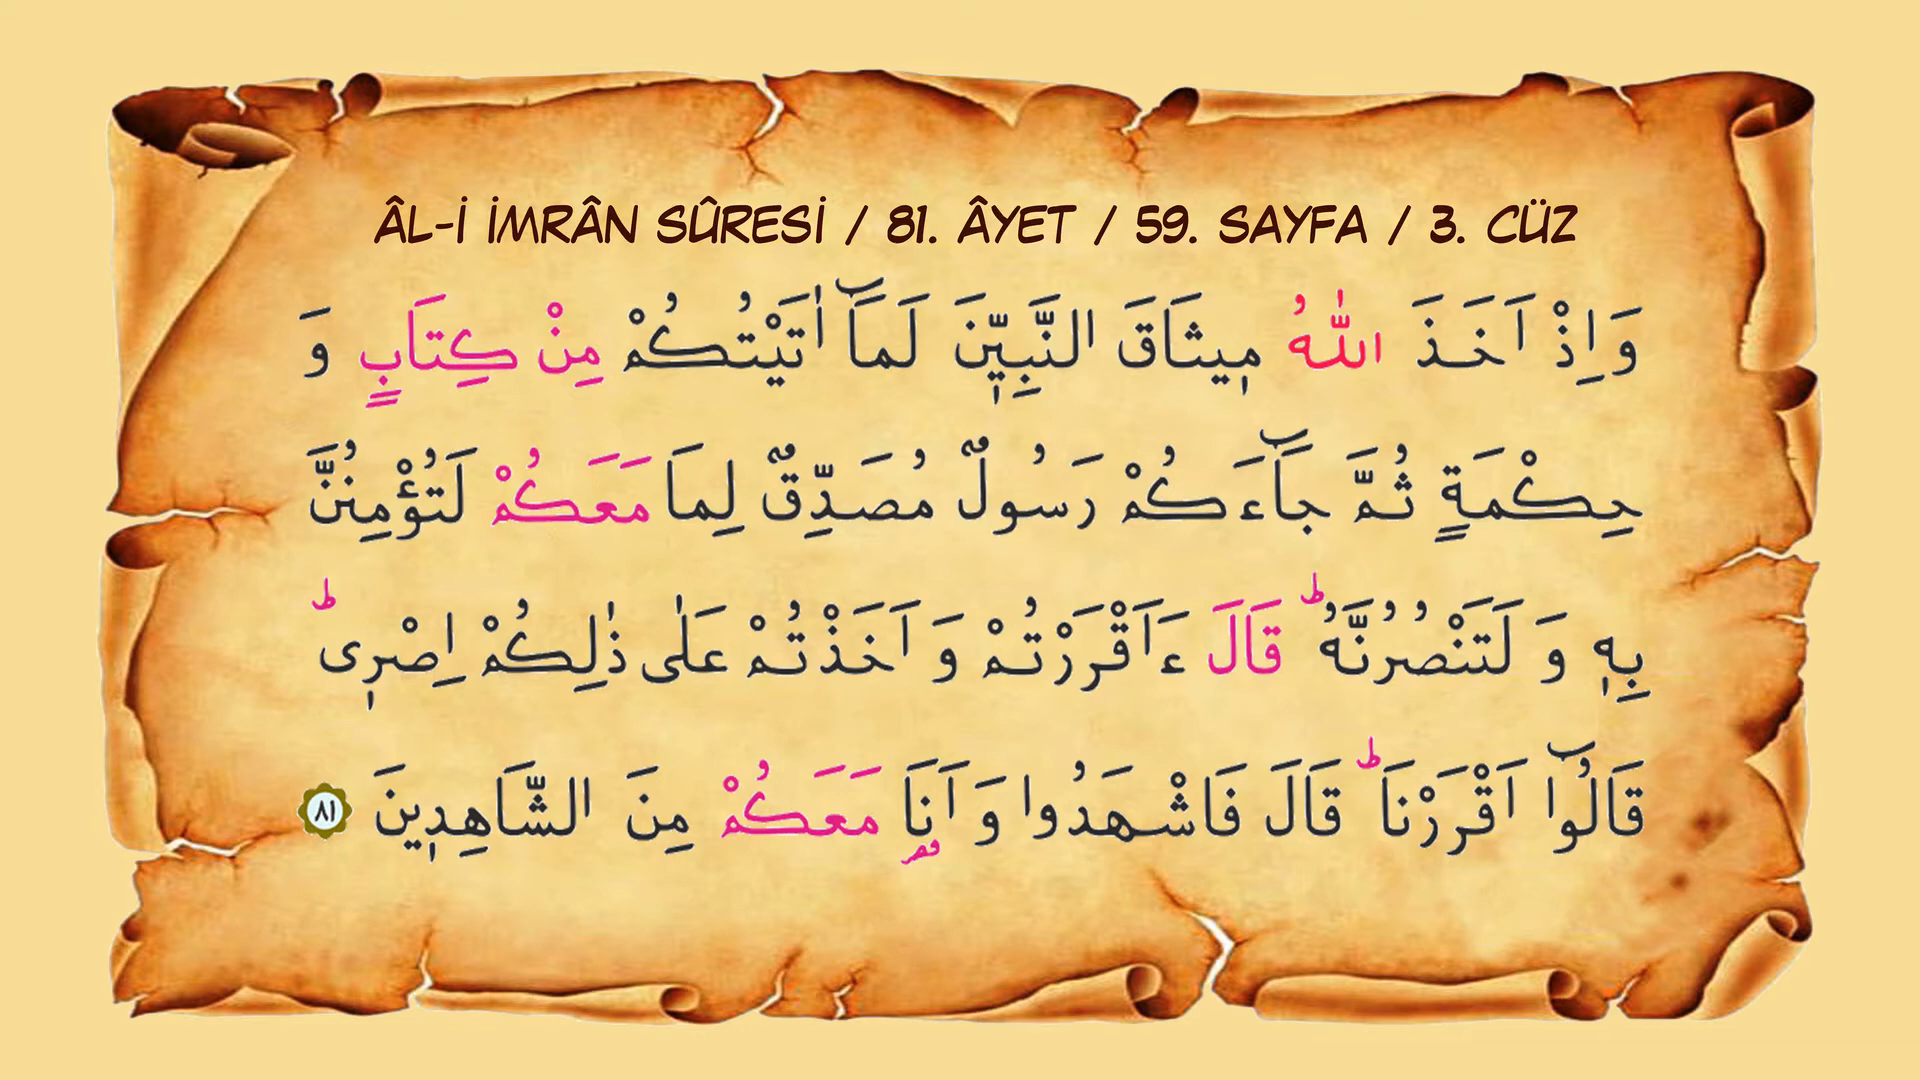 ÂL-İ İMRÂN SÛRESİ / 81. ÂYET / 59. SAYFA / 3. CÜZ
وَاِذْ اَخَذَ اللّٰهُ م۪يثَاقَ النَّبِيّ۪نَ لَمَٓا اٰتَيْتُكُمْ مِنْ كِتَابٍ وَ
حِكْمَةٍ ثُمَّ جَٓاءَكُمْ رَسُولٌ مُصَدِّقٌ لِمَا مَعَكُمْ لَتُؤْمِنُنَّ
بِه۪ وَ لَتَنْصُرُنَّهُۜ قَالَ ءَاَقْرَرْتُمْ وَ اَخَذْتُمْ عَلٰى ذٰلِكُمْ اِصْر۪ىۜ
قَالُٓوا اَقْرَرْنَاۜ قَالَ فَاشْهَدُوا وَ اَنَا۬ مَعَكُمْ مِنَ الشَّاهِد۪ينَ ٨١